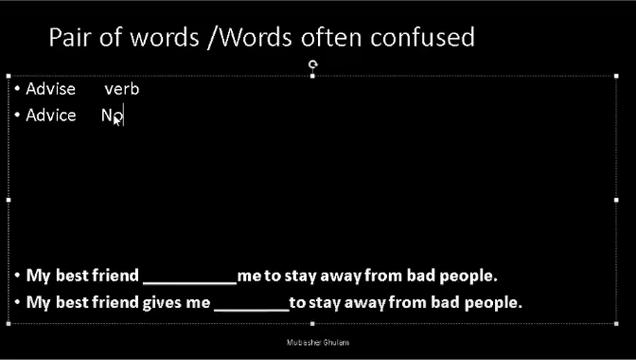 Pair of words /Words often confused
• Advise verb
• Advice No
• My best friend __________me to stay away from bad people.
• My best friend gives me ________to stay away from bad people.
Mubasher Ghulam